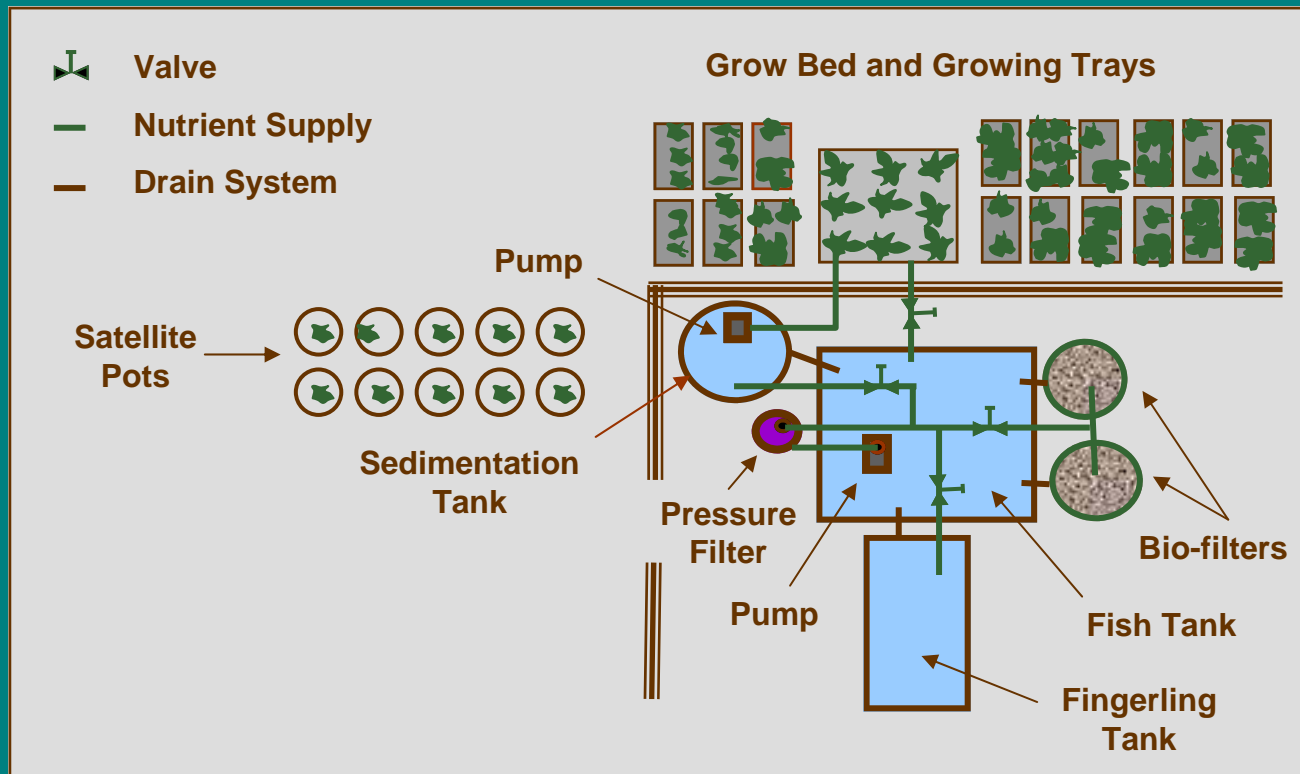 Valve
Nutrient Supply
Drain System
Grow Bed and Growing Trays
Pump
Satellite
Pots
Sedimentation
Tank
Pressure
Filter
Pump
Bio-filters
Fish Tank
Fingerling
Tank